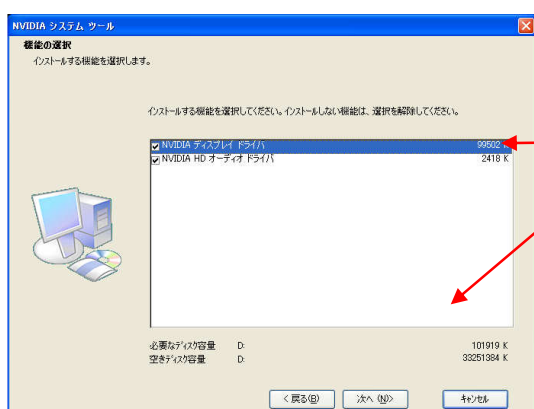 NVIDIA システム ツール
機能の選択
インストールする機能を選択します。
インストールする機能を選択してください。インストールしない機能は、選択を解除してください。
NVIDIA ディスプレイ ドライバ 99502 K
NVIDIA HD オーディオ ドライバ 2418 K
必要なディスク容量 D: 101919 K
空きディスク容量 D: 33251384 K
< 戻る(B) 次へ (N)> キャンセル